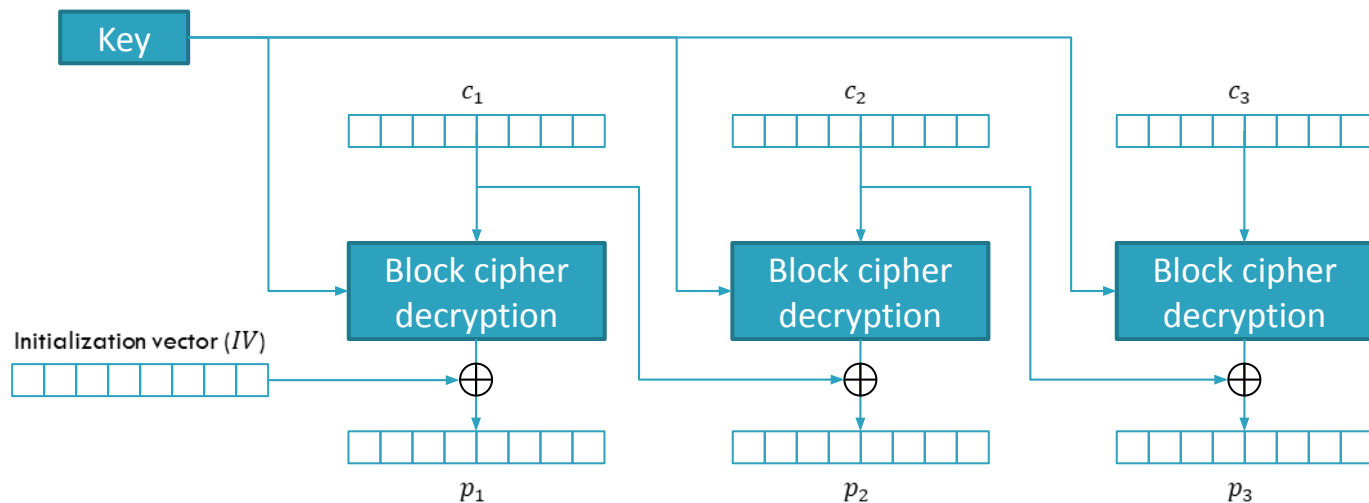 Key
c₁
c₂
c₃
Block cipher
decryption
Block cipher
decryption
Block cipher
decryption
Initialization vector (IV)
p₁
p₂
p₃